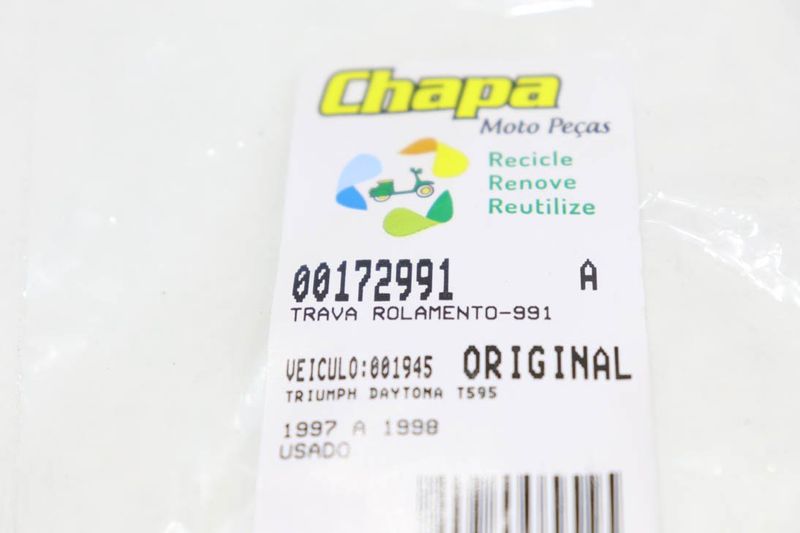 Chapa
Moto Peças
Recicle
Renove
Reutilize
00172991 A
TRAVA ROLAMENTO-991
VEICULO:001945 ORIGINAL
TRIUMPH DAYTONA T595
1997 A 1998
USADO